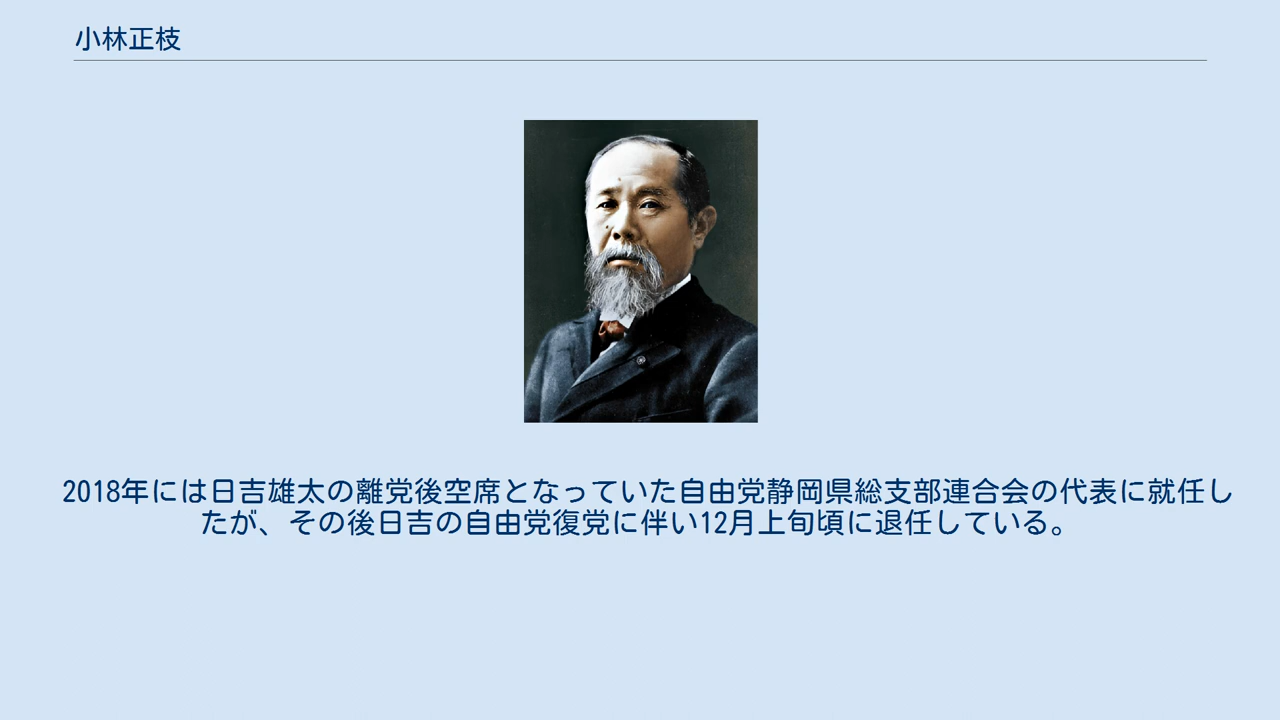 小林正枝
2018年には日吉雄太の離党後空席となっていた自由党静岡県総支部連合会の代表に就任し
たが、その後日吉の自由党復党に伴い12月上旬頃に退任している。